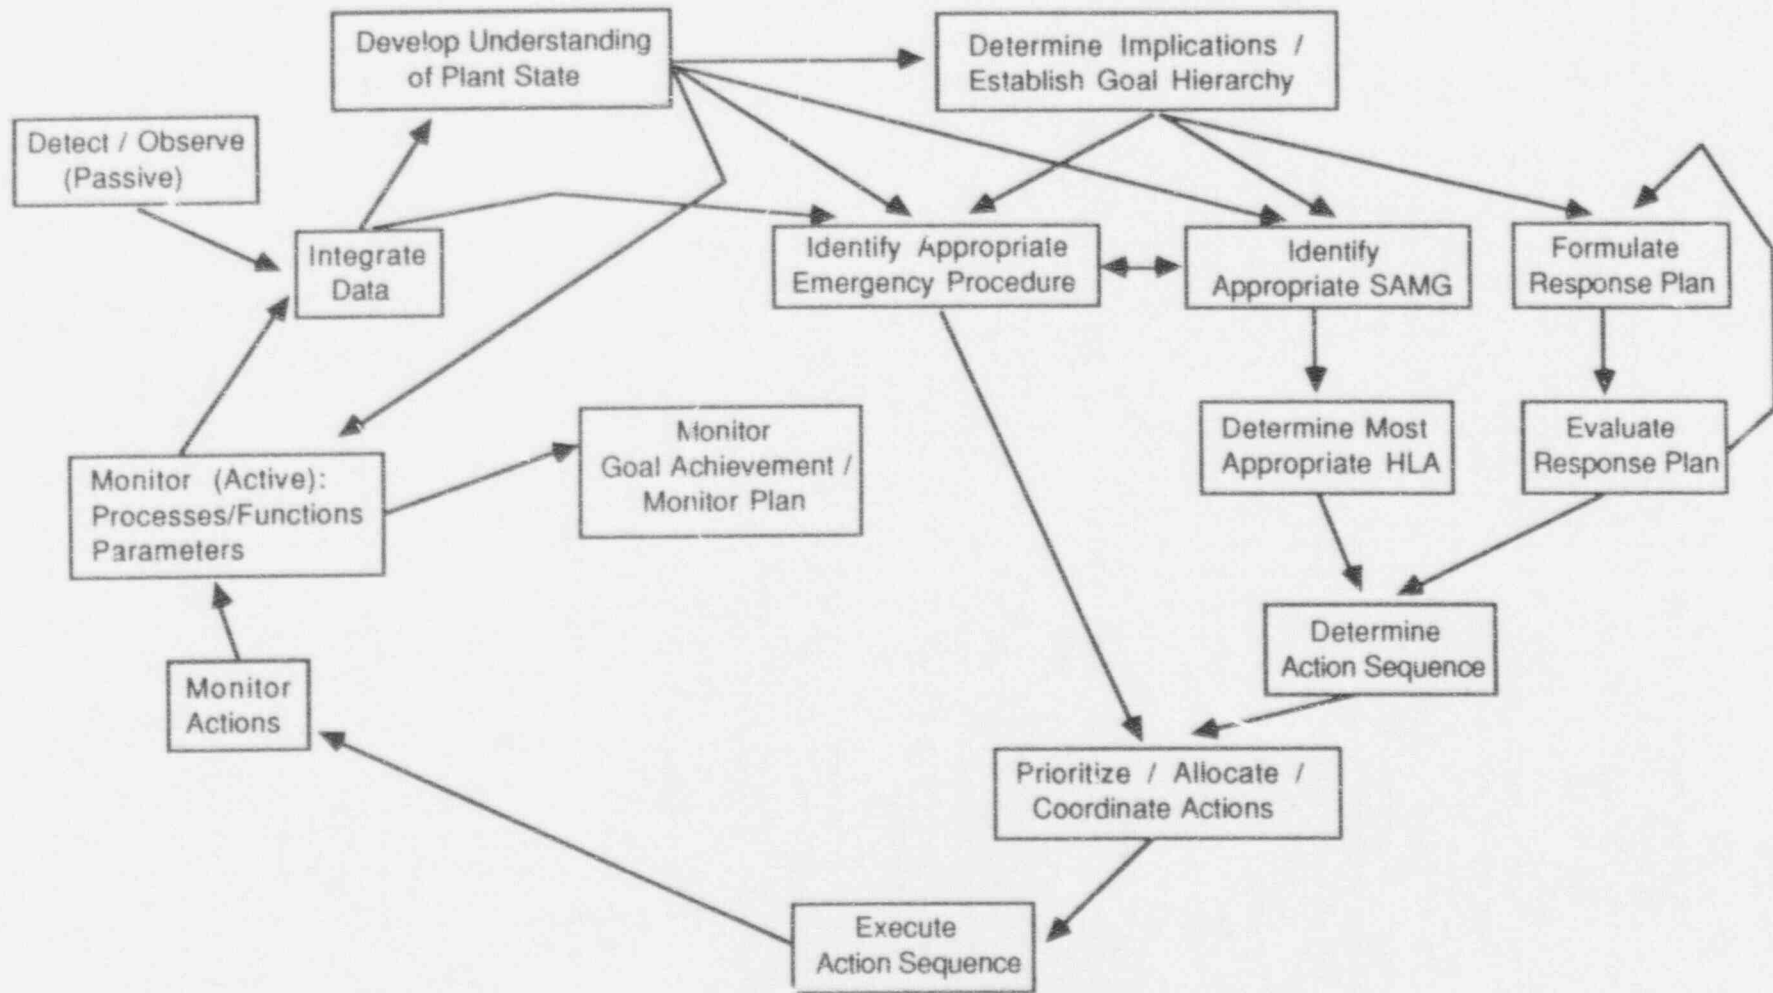 Develop Understanding
of Plant State
Determine Implications /
Establish Goal Hierarchy
Detect / Observe
(Passive)
Integrate
Data
Identify Appropriate
Emergency Procedure
Identify
Appropriate SAMG
Formulate
Response Plan
Monitor (Active):
Processes/Functions
Parameters
Monitor
Goal Achievement /
Monitor Plan
Determine Most
Appropriate HLA
Evaluate
Response Plan
Monitor
Actions
Determine
Action Sequence
Prioritize / Allocate /
Coordinate Actions
Execute
Action Sequence